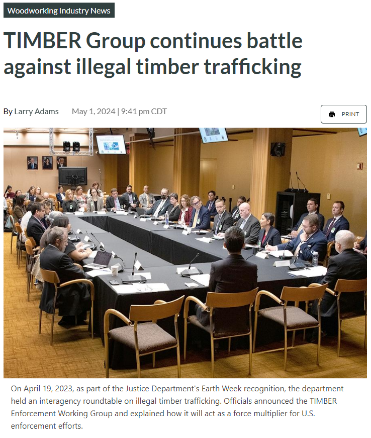 Woodworking Industry News
TIMBER Group continues battle
against illegal timber trafficking
By Larry Adams May 1, 2024 | 9:41 pm CDT
PRINT
On April 19, 2023, as part of the Justice Department's Earth Week recognition, the department
held an interagency roundtable on illegal timber trafficking. Officials announced the TIMBER
Enforcement Working Group and explained how it will act as a force multiplier for U.S.
enforcement efforts.